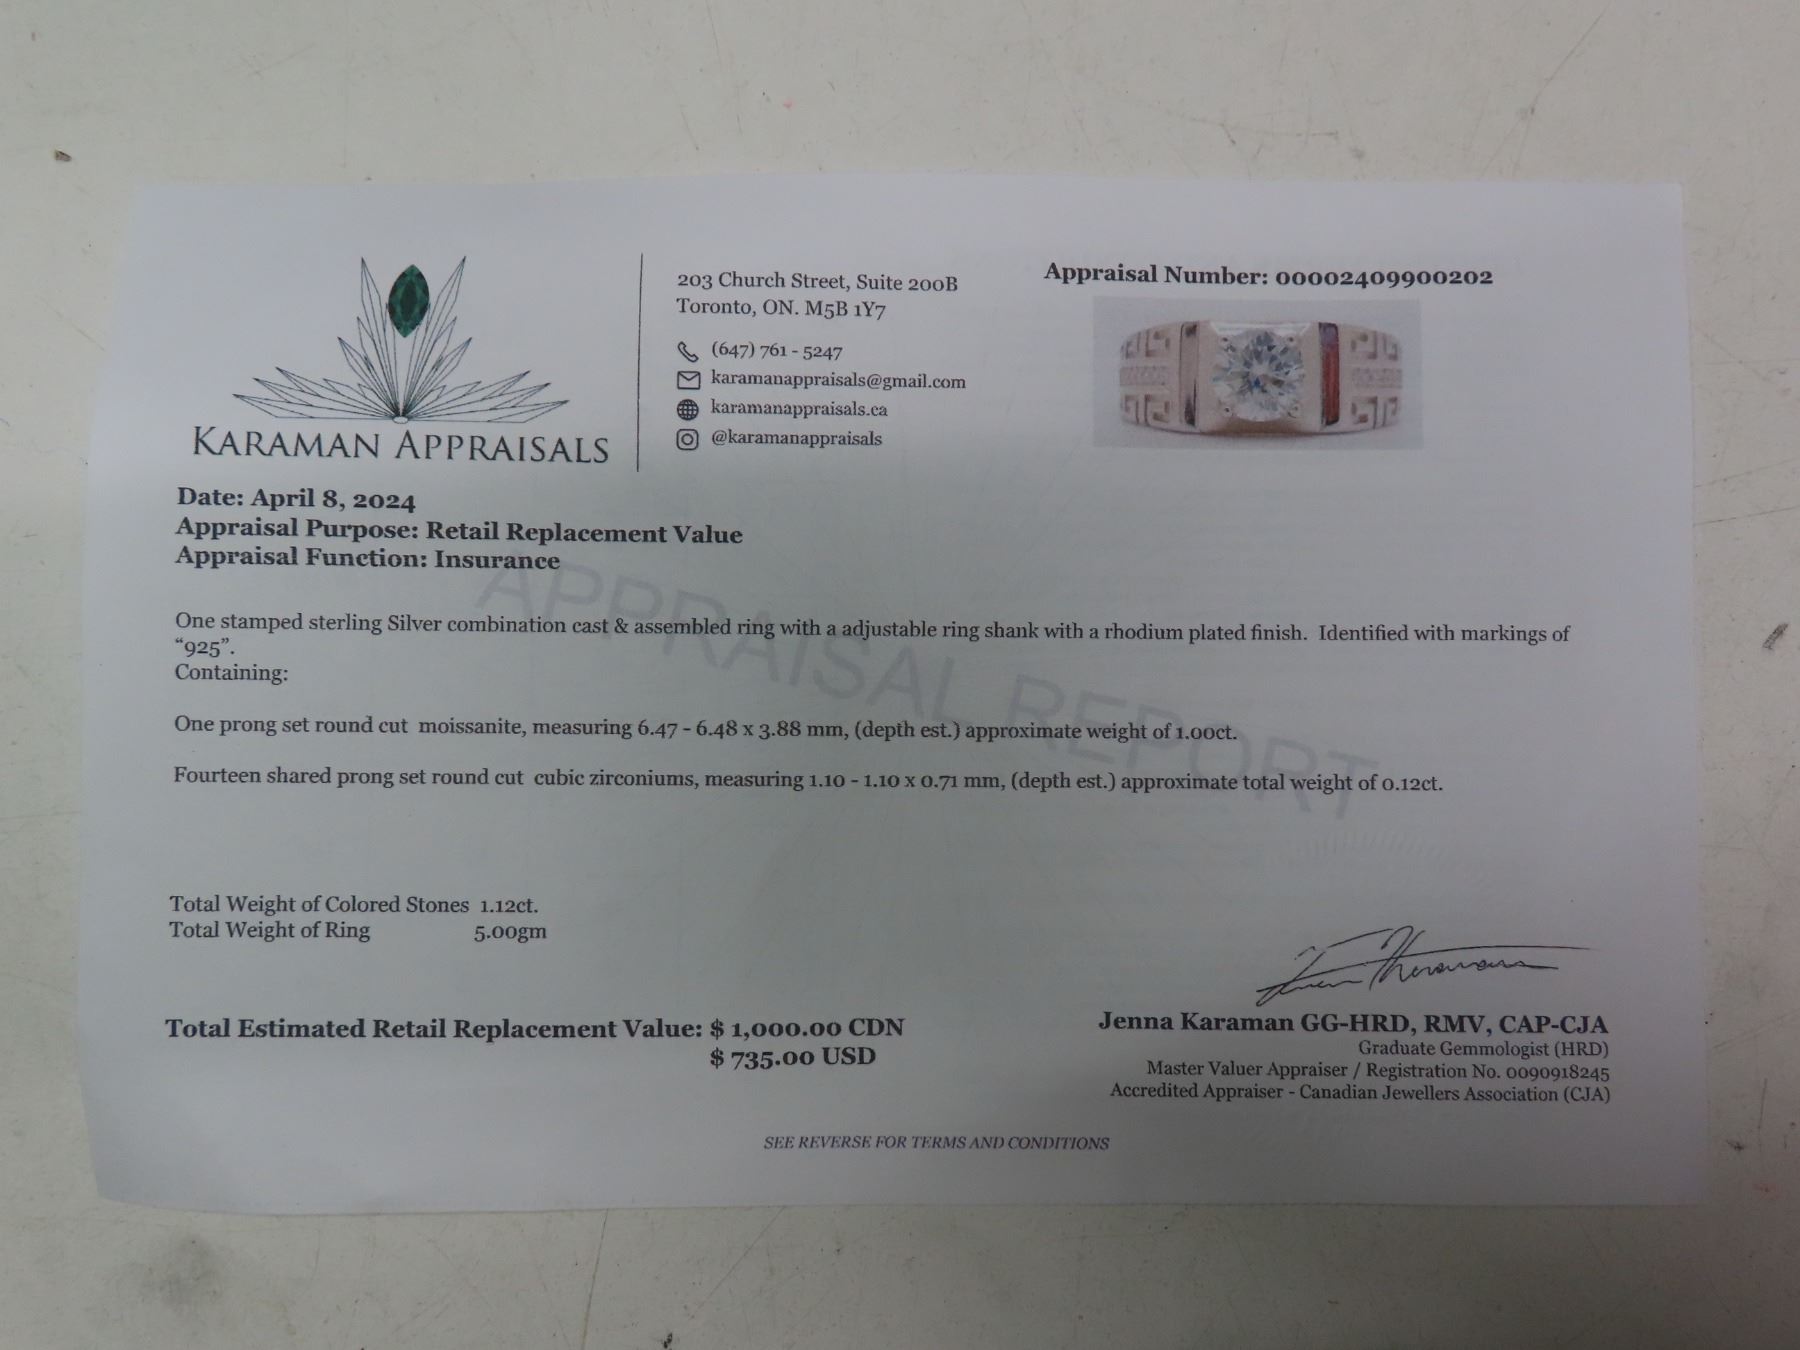 KARAMAN APPRAISALS
203 Church Street, Suite 200B
Toronto, ON. M5B 1Y7
(647) 761 - 5247
karamanappraisals@gmail.com
karamanappraisals.ca
@karamanappraisals
Appraisal Number: 00002409900202
Date: April 8, 2024
Appraisal Purpose: Retail Replacement Value
Appraisal Function: Insurance
APPRAISAL REPORT
One stamped sterling Silver combination cast & assembled ring with a adjustable ring shank with a rhodium plated finish. Identified with markings of
“925”.
Containing:
One prong set round cut moissanite, measuring 6.47 - 6.48 x 3.88 mm, (depth est.) approximate weight of 1.00ct.
Fourteen shared prong set round cut cubic zirconiums, measuring 1.10 - 1.10 x 0.71 mm, (depth est.) approximate total weight of 0.12ct.
Total Weight of Colored Stones 1.12ct.
Total Weight of Ring 5.00gm
Total Estimated Retail Replacement Value: $ 1,000.00 CDN
$ 735.00 USD
Jenna Karaman GG-HRD, RMV, CAP-CJA
Graduate Gemmologist (HRD)
Master Valuer Appraiser / Registration No. 0090918245
Accredited Appraiser - Canadian Jewellers Association (CJA)
SEE REVERSE FOR TERMS AND CONDITIONS